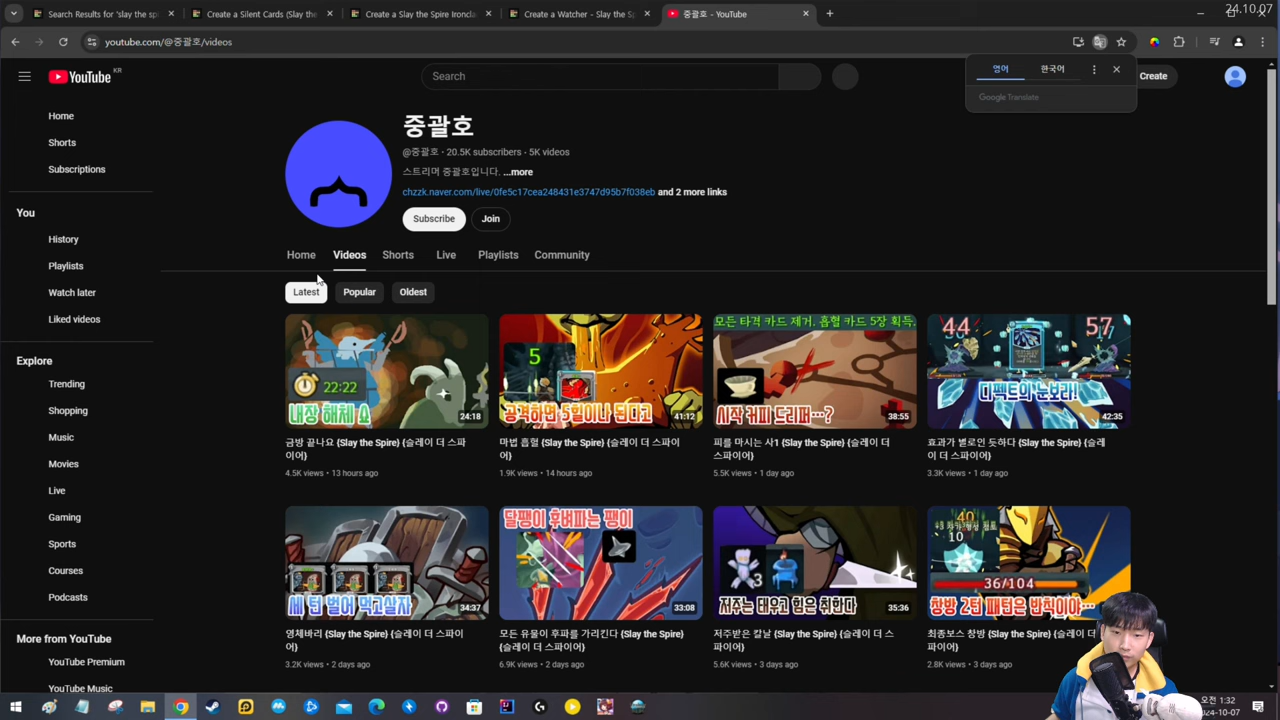 24.10.07
Search Results for 'slay the spi
Create a Silent Cards (Slay the
Create a Slay the Spire Ironcla
Create a Watcher - Slay the Sp
중괄호 - YouTube
youtube.com/@중괄호/videos
YouTube KR
Search
영어
한국어
Create
Google Translate
Home
Shorts
Subscriptions
You
History
Playlists
Watch later
Liked videos
Explore
Trending
Shopping
Music
Movies
Live
Gaming
Sports
Courses
Podcasts
More from YouTube
YouTube Premium
YouTube Music
중괄호
@중괄호 • 20.5K subscribers • 5K videos
스트리머 중괄호입니다. ...more
chzzk.naver.com/live/0fe5c17cea248431e3747d95b7f038eb and 2 more links
Subscribe
Join
Home
Videos
Shorts
Live
Playlists
Community
Latest
Popular
Oldest
22:22
내장 해체 쇼
24:18
금방 끝나요 (Slay the Spire) {슬레이 더 스파
이어}
4.5K views • 13 hours ago
5
공격하면 5힐이나 된다고
41:12
마법 흡혈 (Slay the Spire) {슬레이 더 스파이
어}
1.9K views • 14 hours ago
모든 타격 카드 제거. 흡혈 카드 5장 획득.
시작 커피 드리퍼…?
38:55
피를 마시는 사1 (Slay the Spire) {슬레이 더
스파이어}
5.5K views • 1 day ago
44
57
디펙트의 눈보라!
42:35
효과가 별로인 듯하다 (Slay the Spire) {슬레
이 더 스파이어}
3.3K views • 1 day ago
세 턴 벌어 먹고살자
34:37
영체바리 (Slay the Spire) {슬레이 더 스파이
어}
3.2K views • 2 days ago
달팽이 후벼파는 팽이
33:08
모든 유물이 후파를 가리킨다 (Slay the Spire)
{슬레이 더 스파이어}
6.9K views • 2 days ago
3
저주는 태우고 힘은 취한다
35:36
저주받은 칼날 (Slay the Spire) {슬레이 더 스
파이어}
5.6K views • 3 days ago
40
10
36/104
창방 2턴 패턴은 반칙이야…
최종보스 창방 (Slay the Spire) {슬레이 더
파이어}
2.8K views • 3 days
오전 1:32
2024-10-07